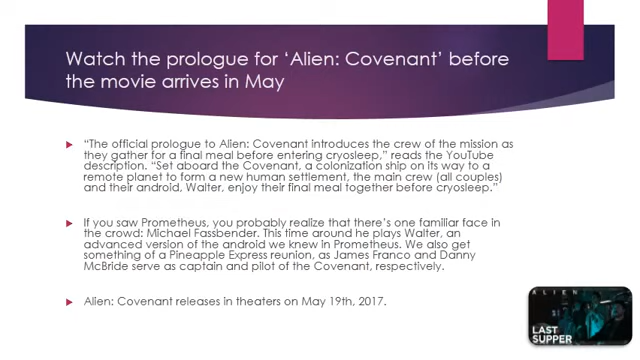 Watch the prologue for ‘Alien: Covenant’ before
the movie arrives in May
“The official prologue to Alien: Covenant introduces the crew of the mission as
they gather for a final meal before entering cryosleep,” reads the YouTube
description. “Set aboard the Covenant, a colonization ship on its way to a
remote planet to form a new human settlement, the main crew (all couples)
and their android, Walter, enjoy their final meal together before cryosleep.”
If you saw Prometheus, you probably realize that there’s one familiar face in
the crowd: Michael Fassbender. This time around he plays Walter, an
advanced version of the android we knew in Prometheus. We also get
something of a Pineapple Express reunion, as James Franco and Danny
McBride serve as captain and pilot of the Covenant, respectively.
Alien: Covenant releases in theaters on May 19th, 2017.
ALIEN
LAST
SUPPER